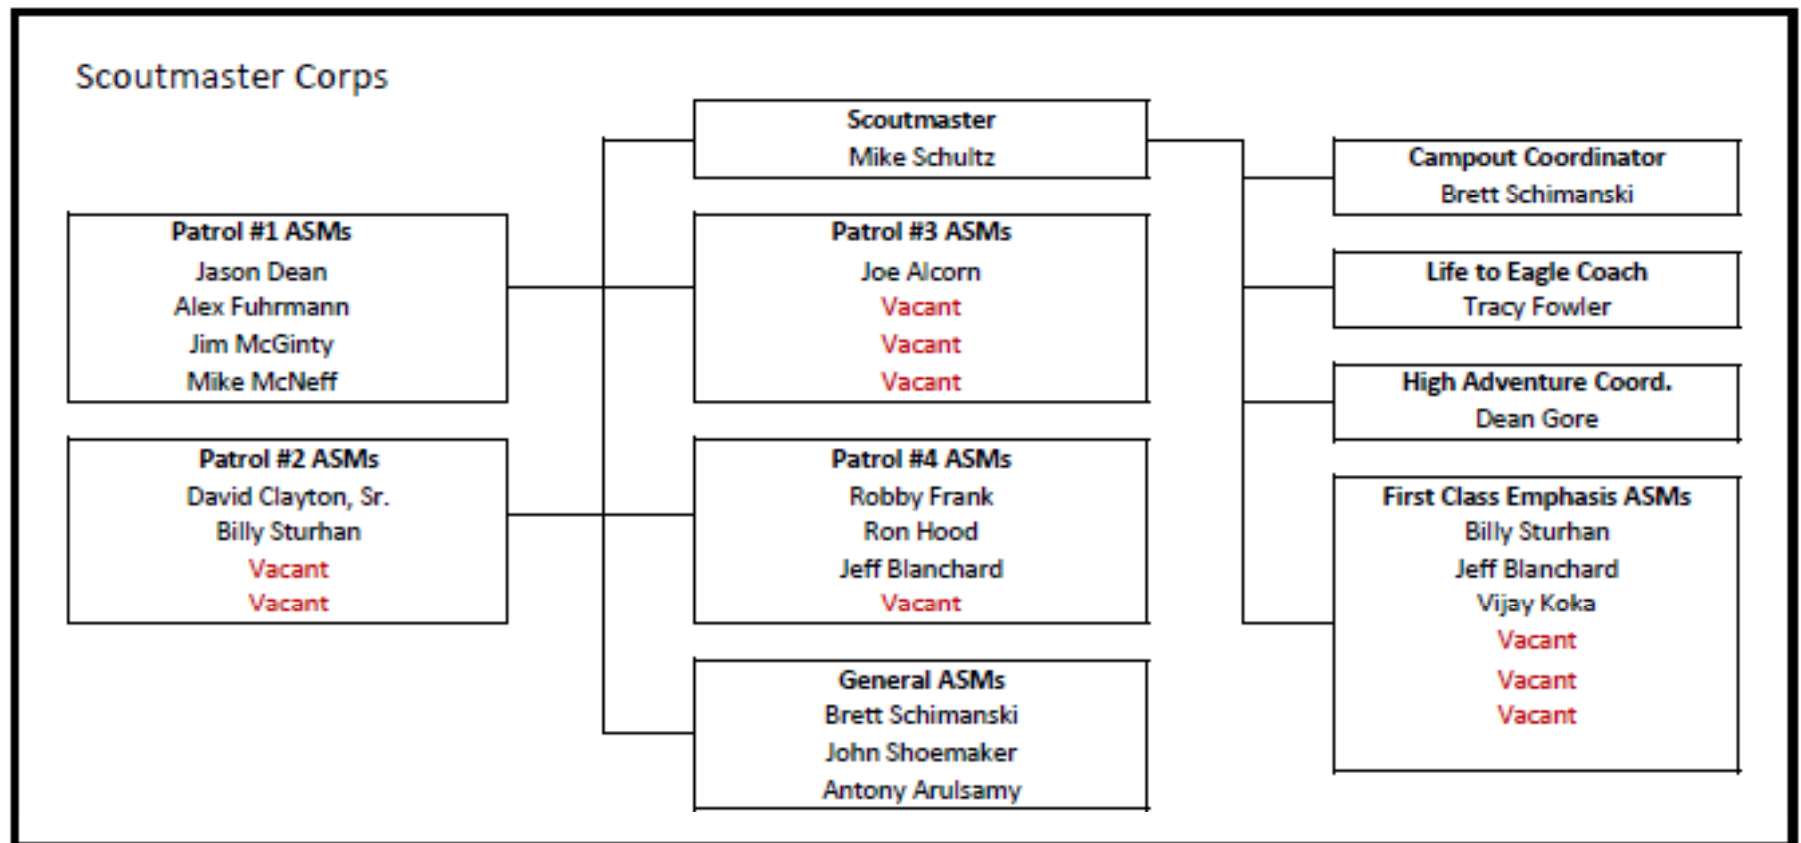 Scoutmaster Corps
Scoutmaster
Mike Schultz
Patrol #1 ASMs
Jason Dean
Alex Fuhrmann
Jim McGinty
Mike McNeff
Patrol #2 ASMs
David Clayton, Sr.
Billy Sturhan
Vacant
Vacant
Patrol #3 ASMs
Joe Alcorn
Vacant
Vacant
Vacant
Patrol #4 ASMs
Robby Frank
Ron Hood
Jeff Blanchard
Vacant
General ASMs
Brett Schimanski
John Shoemaker
Antony Arulsamy
Campout Coordinator
Brett Schimanski
Life to Eagle Coach
Tracy Fowler
High Adventure Coord.
Dean Gore
First Class Emphasis ASMs
Billy Sturhan
Jeff Blanchard
Vijay Koka
Vacant
Vacant
Vacant